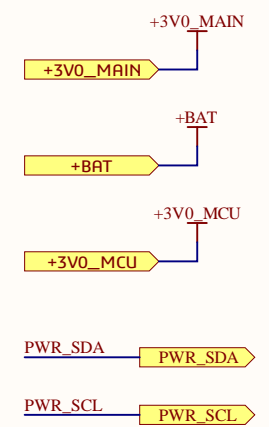 +3V0_MAIN
+3V0_MAIN
+BAT
+BAT
+3V0_MCU
+3V0_MCU
PWR_SDA
PWR_SDA
PWR_SCL
PWR_SCL